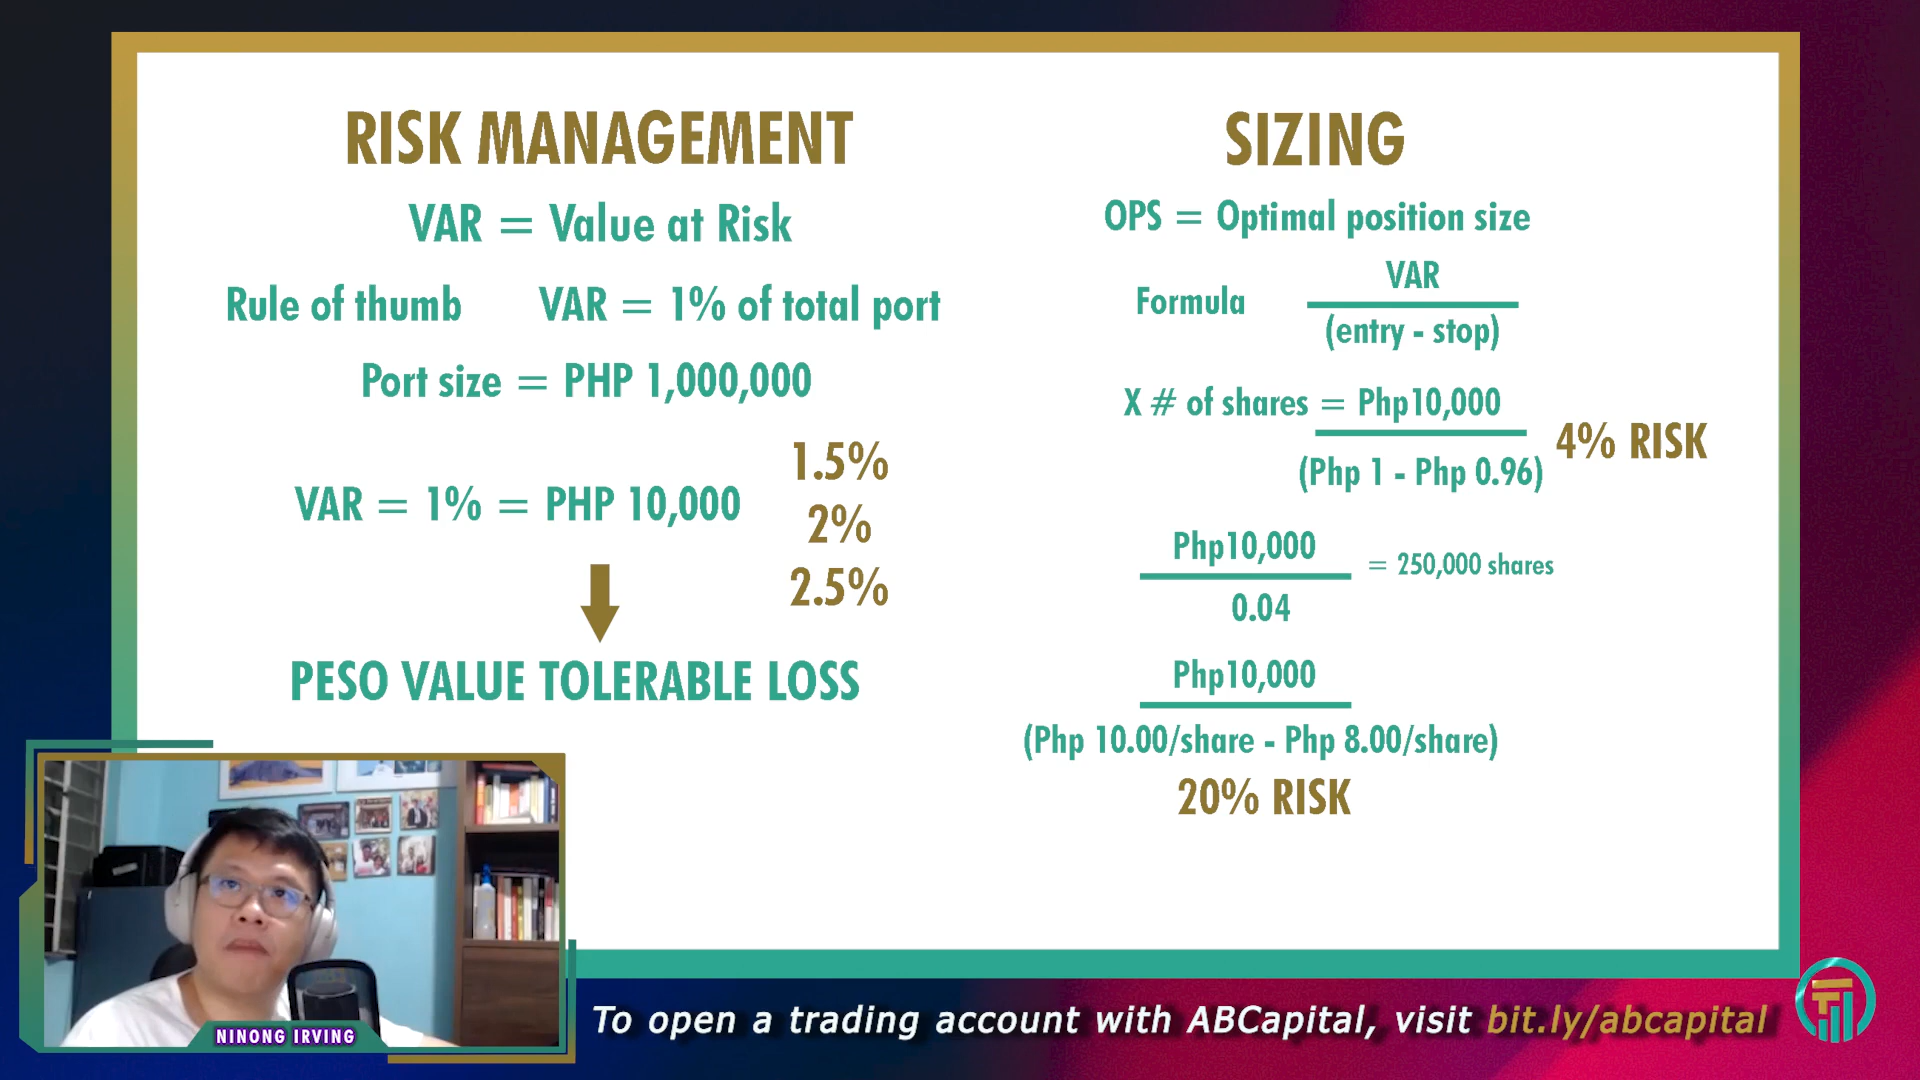 RISK MANAGEMENT
VAR = Value at Risk
Rule of thumb VAR = 1% of total port
Port size = PHP 1,000,000
VAR = 1% = PHP 10,000
1.5%
2%
2.5%
PESO VALUE TOLERABLE LOSS
SIZING
OPS = Optimal position size
Formula
VAR
(entry - stop)
X # of shares = Php10,000
(Php 1 - Php 0.96)
4% RISK
Php10,000
0.04
= 250,000 shares
Php10,000
(Php 10.00/share - Php 8.00/share)
20% RISK
NINONG IRVING
To open a trading account with ABCapital, visit bit.ly/abcapital